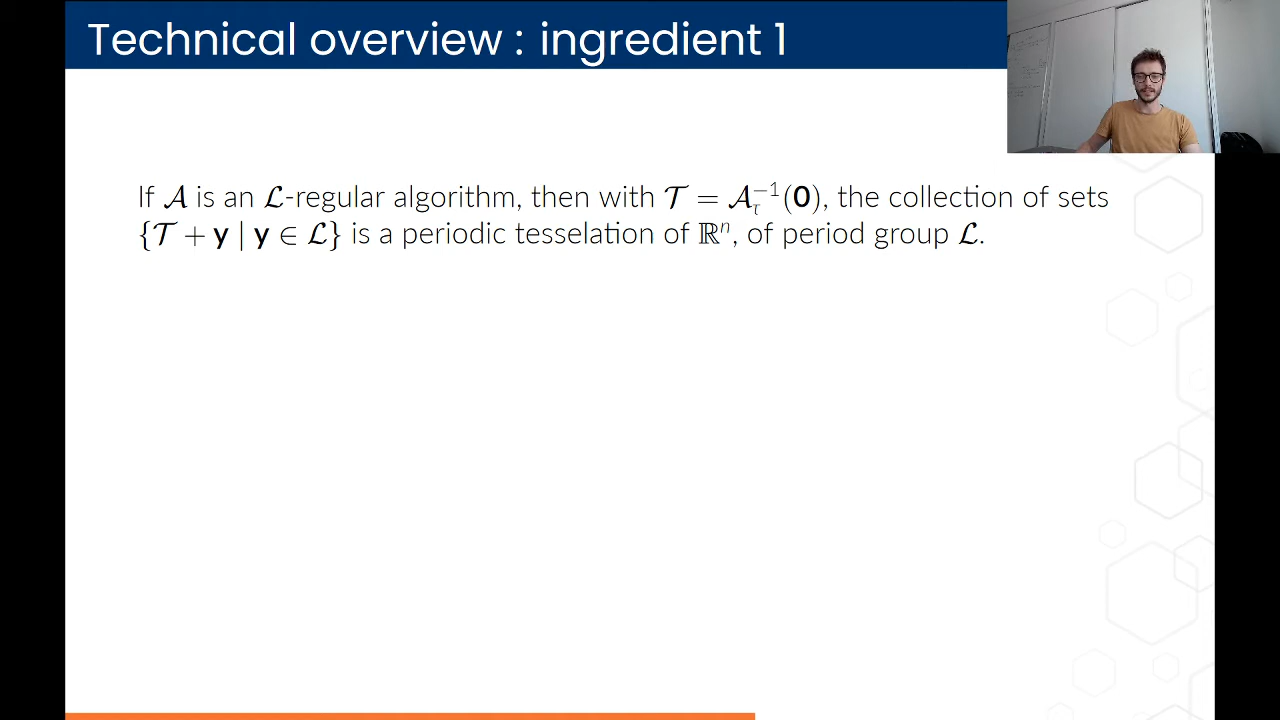 Technical overview : ingredient 1
If 𝒜 is an ℒ-regular algorithm, then with 𝒯 = 𝒜_τ^{−1}(𝟎), the collection of sets
{𝒯 + 𝐲 | 𝐲 ∈ ℒ} is a periodic tesselation of ℝⁿ, of period group ℒ.